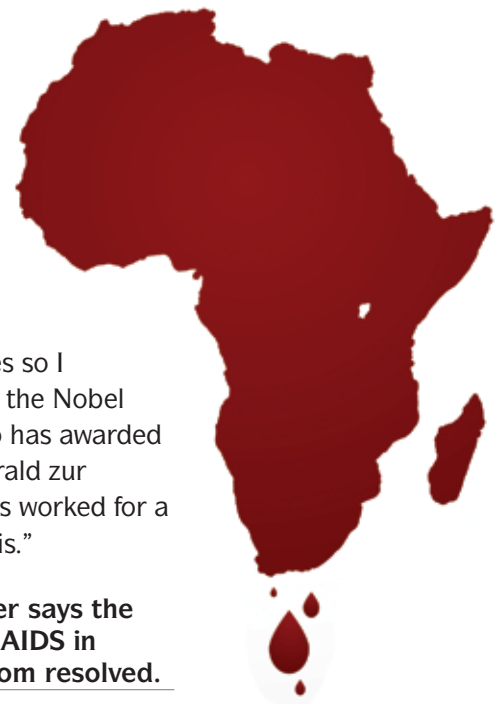 es so I
the Nobel
o has awarded
rald zur
s worked for a
is.”
er says the
AIDS in
om resolved.